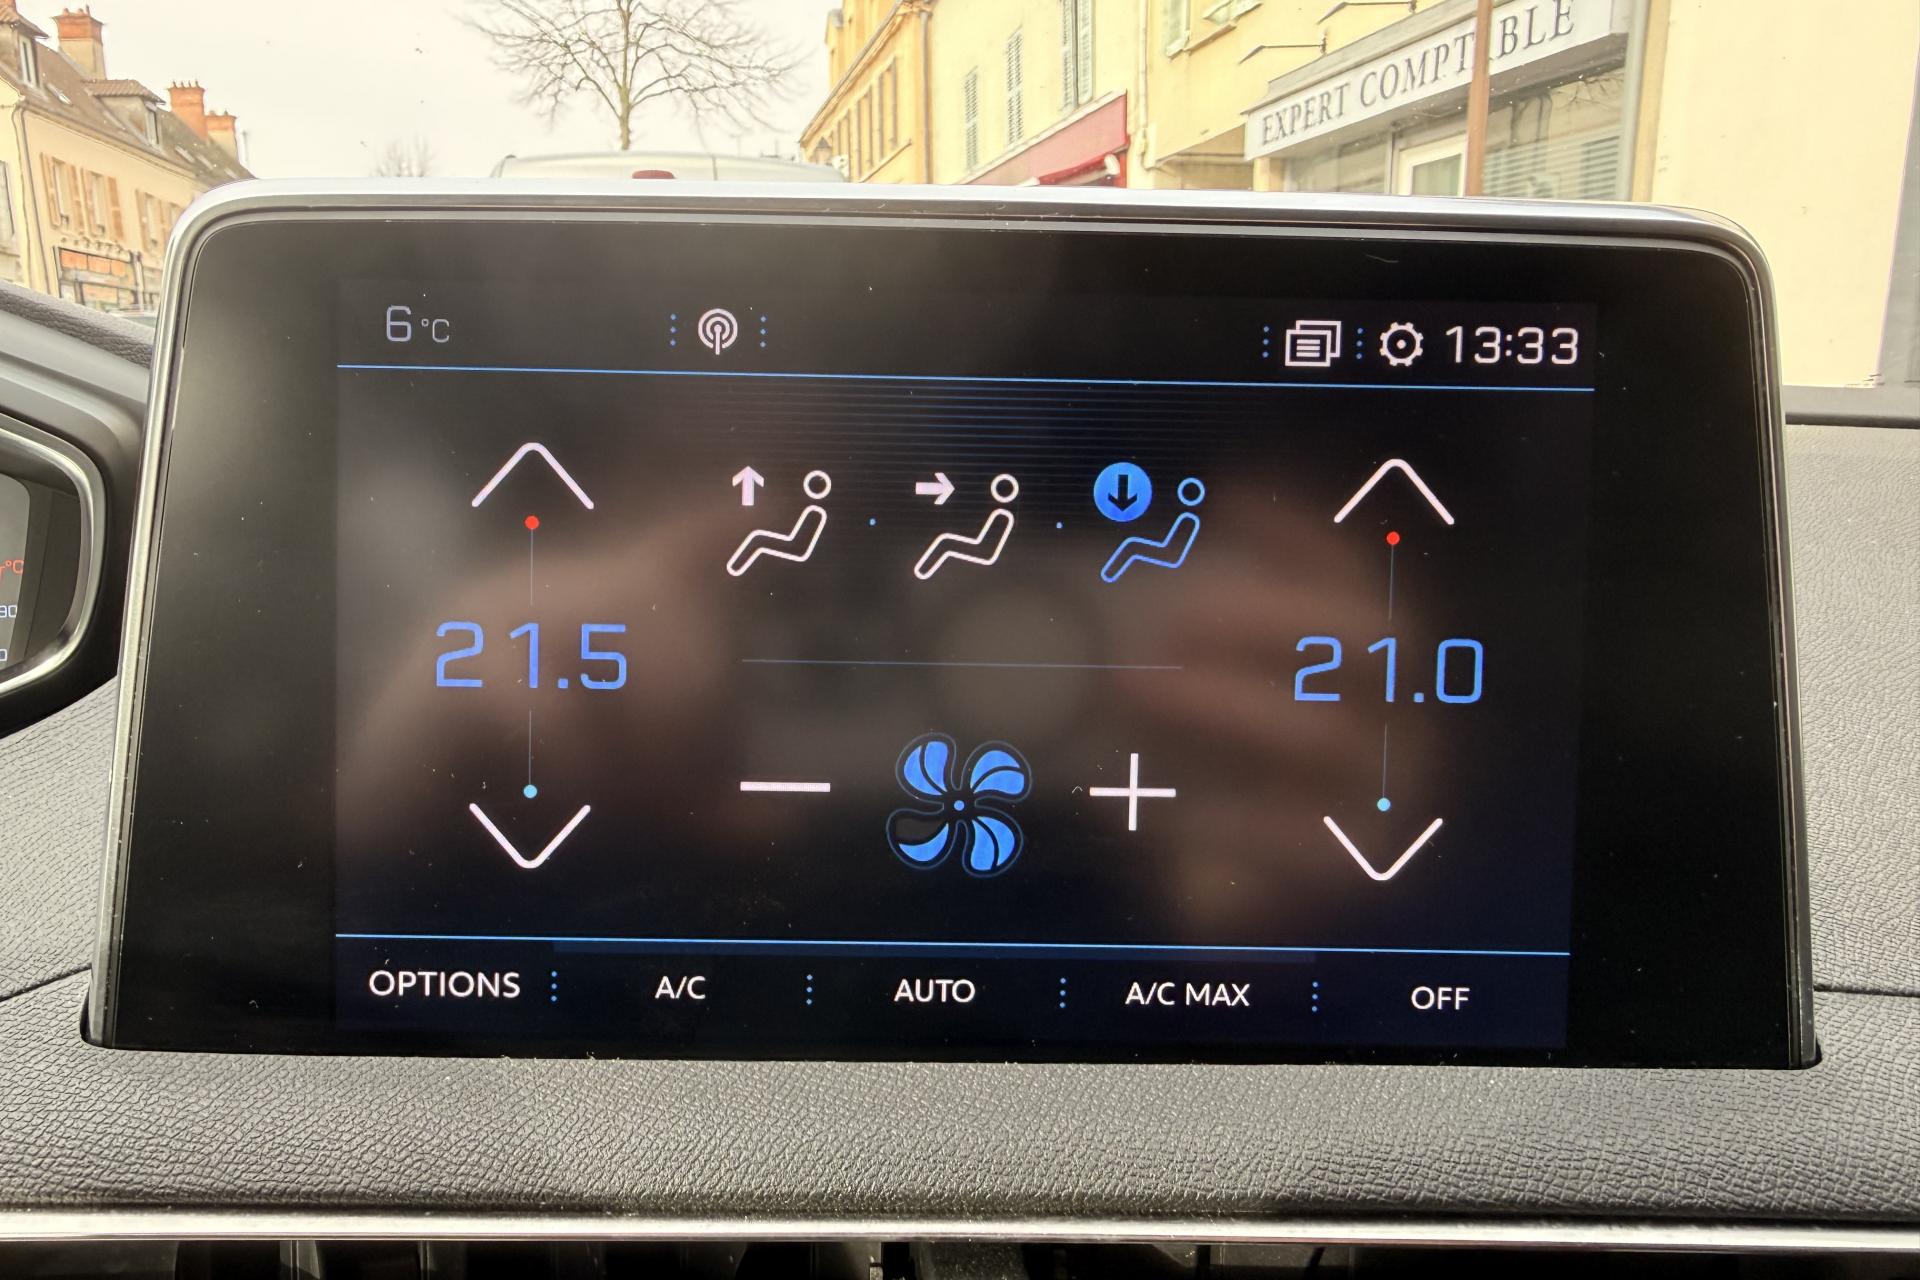 EXPERT COMPTABLE
6°C
13:33
21.5
21.0
OPTIONS
A/C
AUTO
A/C MAX
OFF